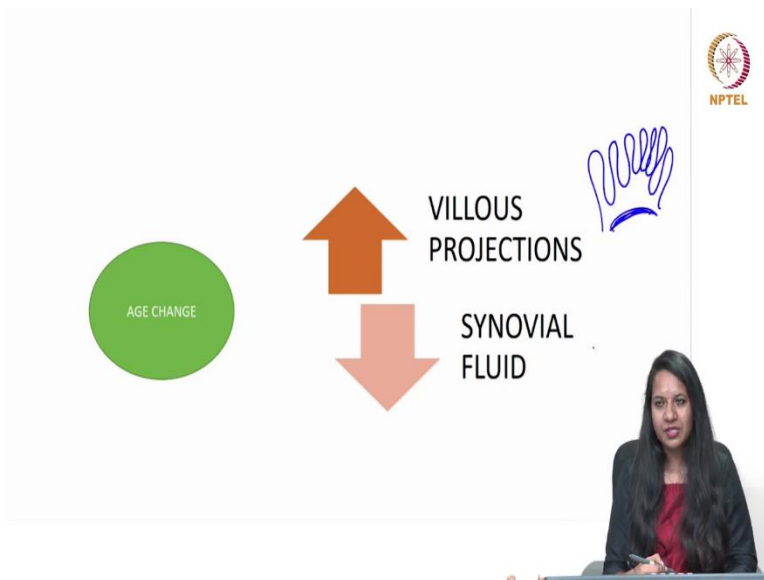 NPTEL
VILLOUS
PROJECTIONS
AGE CHANGE
SYNOVIAL
FLUID